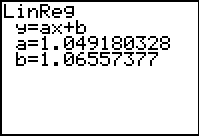 LinReg
y=ax+b
a=1.049180328
b=1.06557377